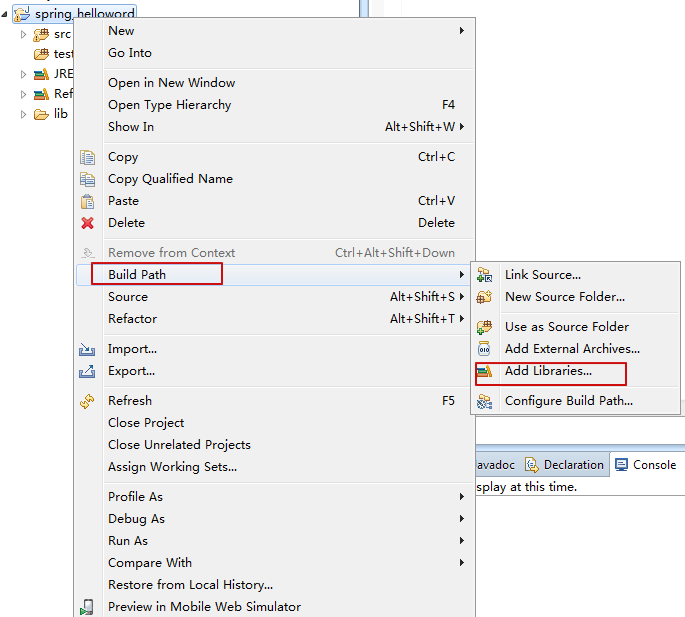 spring_helloword
src
test
JRE
Ref
lib
New
Go Into
Open in New Window
Open Type Hierarchy F4
Show In Alt+Shift+W
Copy Ctrl+C
Copy Qualified Name
Paste Ctrl+V
Delete Delete
Remove from Context Ctrl+Alt+Shift+Down
Build Path
Source Alt+Shift+S
Refactor Alt+Shift+T
Import...
Export...
Refresh F5
Close Project
Close Unrelated Projects
Assign Working Sets...
Profile As
Debug As
Run As
Compare With
Restore from Local History...
Preview in Mobile Web Simulator
Link Source...
New Source Folder...
Use as Source Folder
Add External Archives...
Add Libraries...
Configure Build Path...
avadoc Declaration Console
splay at this time.